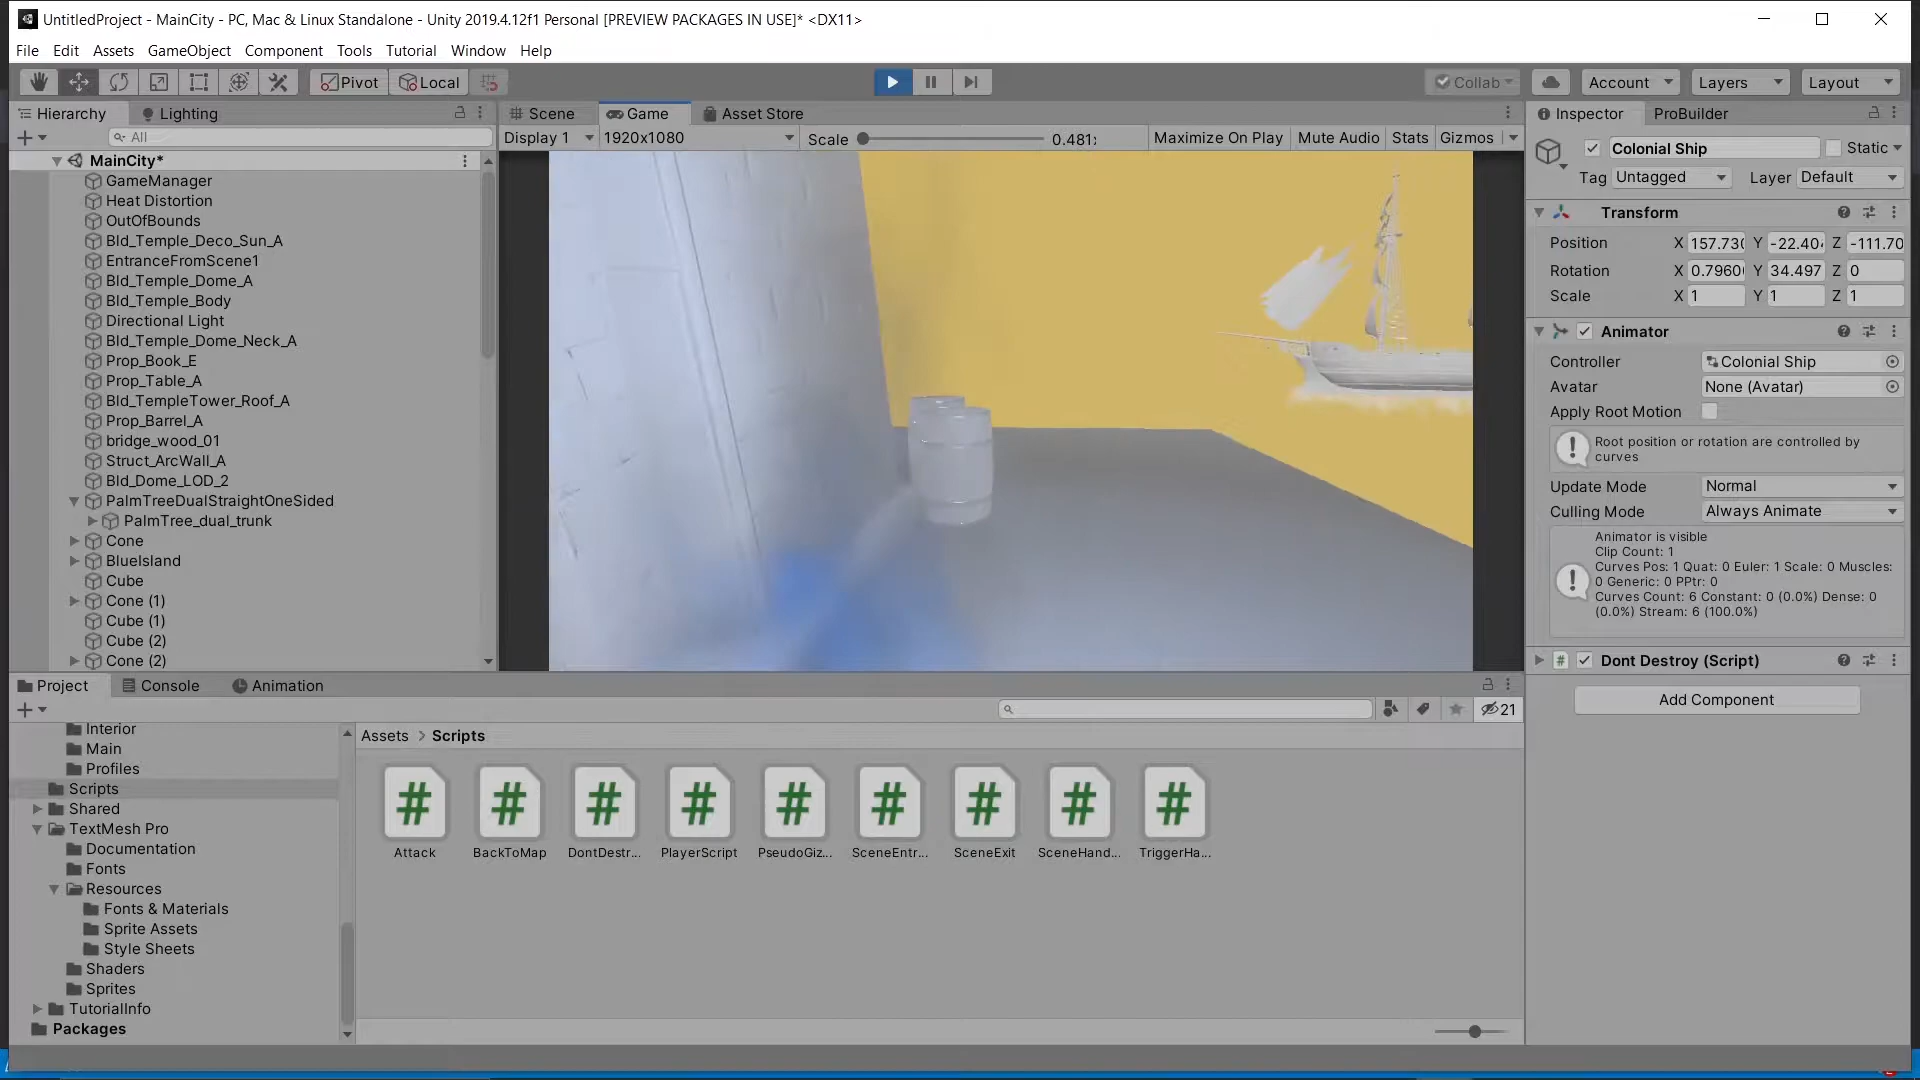 UntitledProject - MainCity - PC, Mac & Linux Standalone - Unity 2019.4.12f1 Personal [PREVIEW PACKAGES IN USE]* <DX11>
File Edit Assets GameObject Component Tools Tutorial Window Help
Pivot Local Collab Account Layers Layout
Hierarchy Lighting
All
MainCity*
GameManager
Heat Distortion
OutOfBounds
Bld_Temple_Deco_Sun_A
EntranceFromScene1
Bld_Temple_Dome_A
Bld_Temple_Body
Directional Light
Bld_Temple_Dome_Neck_A
Prop_Book_E
Prop_Table_A
Bld_TempleTower_Roof_A
Prop_Barrel_A
bridge_wood_01
Struct_ArcWall_A
Bld_Dome_LOD_2
PalmTreeDualStraightOneSided
PalmTree_dual_trunk
Cone
BlueIsland
Cube
Cone (1)
Cube (1)
Cube (2)
Cone (2)
Scene Game Asset Store
Display 1 1920x1080 Scale 0.481x Maximize On Play Mute Audio Stats Gizmos
Inspector ProBuilder
Colonial Ship Static
Tag Untagged Layer Default
Transform
Position X 157.730 Y -22.40 Z -111.70
Rotation X 0.7960 Y 34.497 Z 0
Scale X 1 Y 1 Z 1
Animator
Controller Colonial Ship
Avatar None (Avatar)
Apply Root Motion
Root position or rotation are controlled by
curves
Update Mode Normal
Culling Mode Always Animate
Animator is visible
Clip Count: 1
Curves Pos: 1 Quat: 0 Euler: 1 Scale: 0 Muscles:
0 Generic: 0 PPtr: 0
Curves Count: 6 Constant: 0 (0.0%) Dense: 0
(0.0%) Stream: 6 (100.0%)
Dont Destroy (Script)
Add Component
Project Console Animation
21
Interior
Main
Profiles
Scripts
Shared
TextMesh Pro
Documentation
Fonts
Resources
Fonts & Materials
Sprite Assets
Style Sheets
Shaders
Sprites
TutorialInfo
Packages
Assets > Scripts
Attack BackToMap DontDestr... PlayerScript PseudoGiz... SceneEntr... SceneExit SceneHand... TriggerHa...